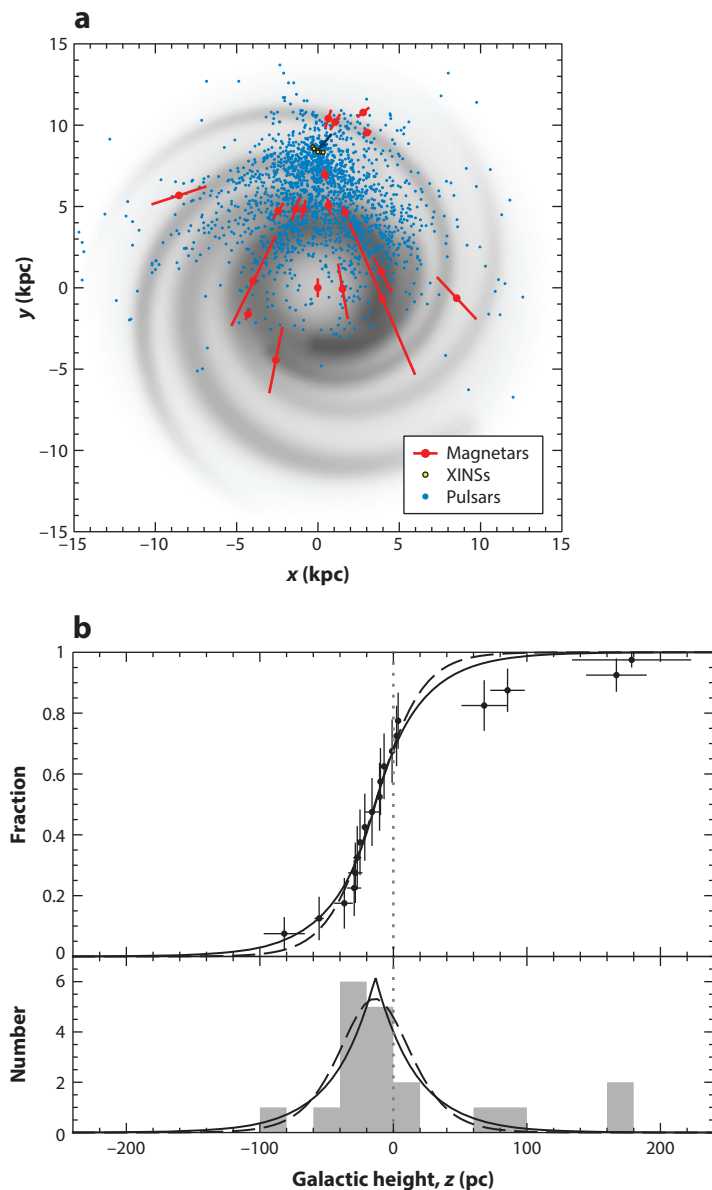 a
15
10
5
0
−5
−10
−15
y (kpc)
−15 −10 −5 0 5 10 15
x (kpc)
Magnetars
XINSs
Pulsars
b
1
0.8
0.6
0.4
0.2
0
Fraction
6
4
2
0
Number
−200 −100 0 100 200
Galactic height, z (pc)